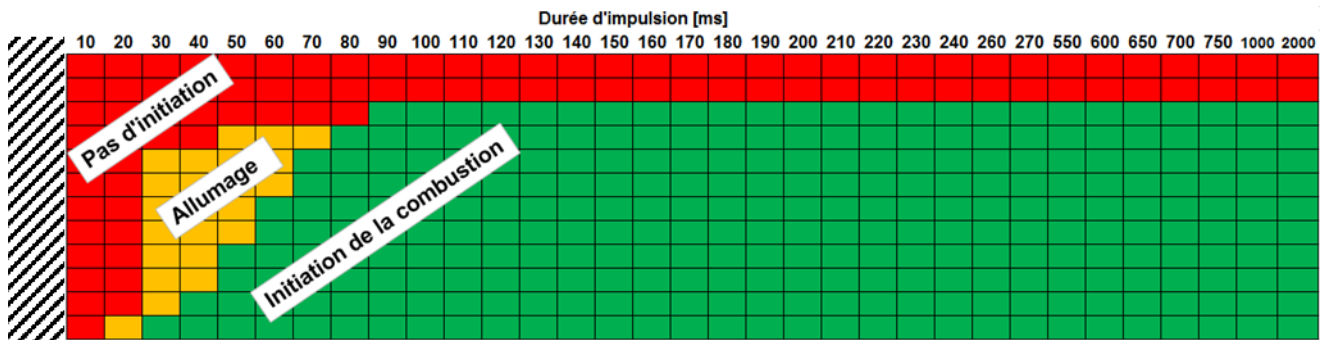 Durée d'impulsion [ms]
10 20 30 40 50 60 70 80 90 100 110 120 130 140 150 160 170 180 190 200 210 220 230 240 260 270 550 600 650 700 750 1000 2000
Pas d'initiation
Allumage
Initiation de la combustion